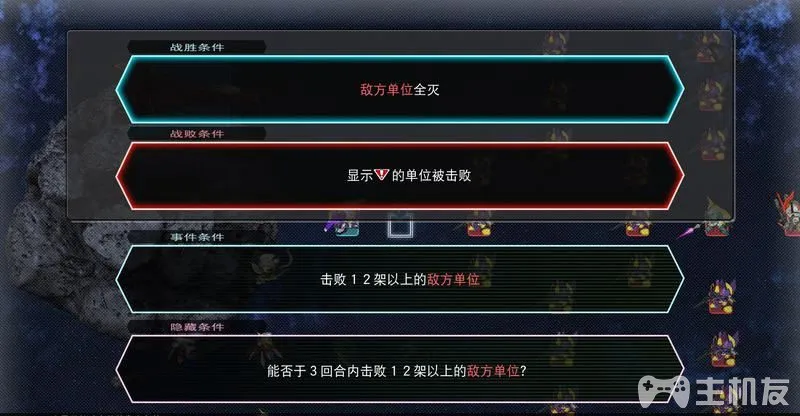 战胜条件
敌方单位全灭
战败条件
显示 的单位被击败
事件条件
击败12架以上的敌方单位
隐藏条件
能否于3回合内击败12架以上的敌方单位?
主机友